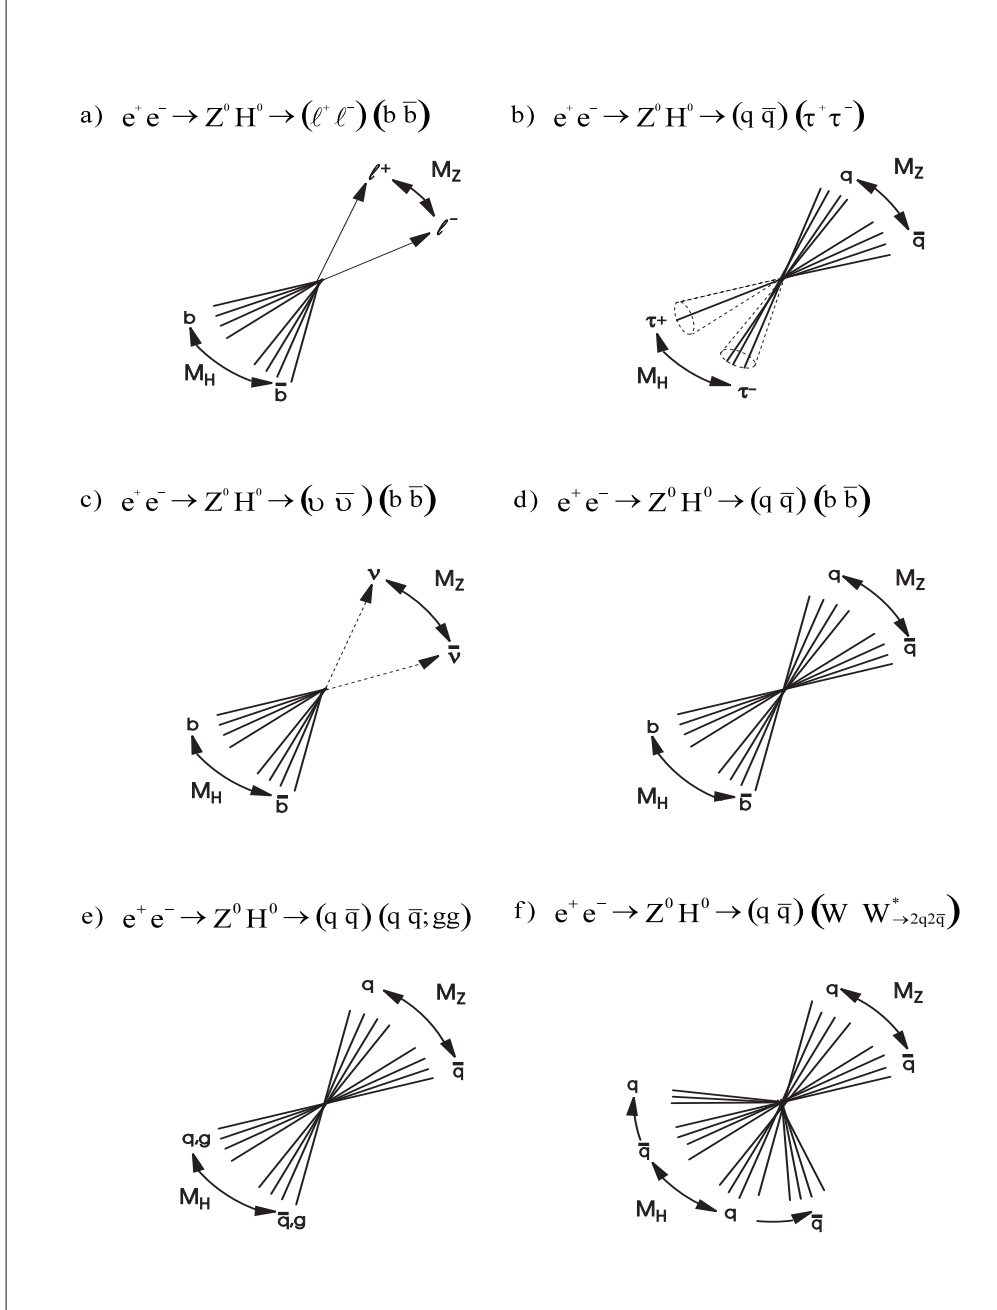 a) e⁺e⁻ → Z⁰H⁰ → (ℓ⁺ ℓ⁻)(b b̅)
b) e⁺e⁻ → Z⁰H⁰ → (q q̅)(τ⁺τ⁻)
ℓ+ M_Z
ℓ−
b
M_H
b̅
q M_Z
q̅
τ+
M_H
τ−
c) e⁺e⁻ → Z⁰H⁰ → (υ υ̅)(b b̅)
d) e⁺e⁻ → Z⁰H⁰ → (q q̅)(b b̅)
ν M_Z
ν̅
b
M_H
b̅
q M_Z
q̅
b
M_H
b̅
e) e⁺e⁻ → Z⁰H⁰ → (q q̅)(q q̅;gg)
f) e⁺e⁻ → Z⁰H⁰ → (q q̅)(W W*→2q2q̅)
q M_Z
q̅
q,g
M_H
q̅,g
q M_Z
q̅
q
q̅
M_H
q
q̅